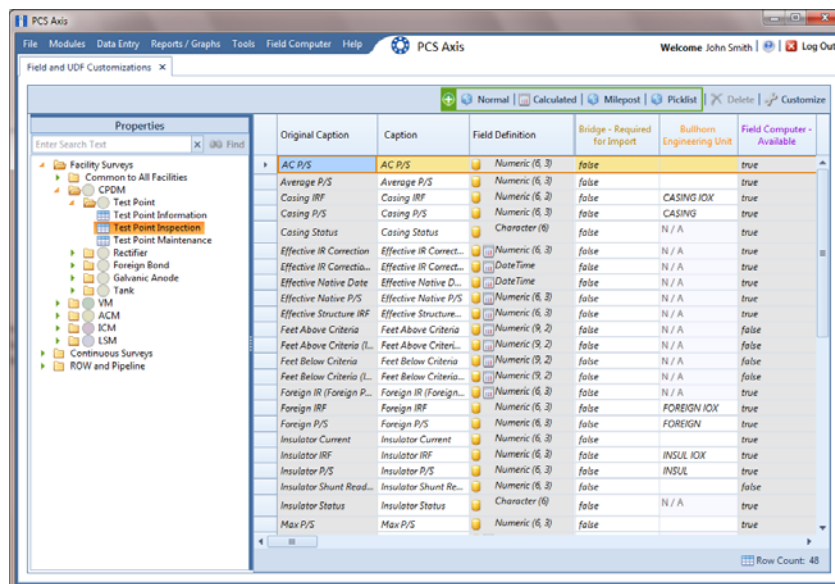 PCS Axis
File Modules Data Entry Reports / Graphs Tools Field Computer Help PCS Axis Welcome John Smith | | Log Out
Field and UDF Customizations X
Normal | Calculated | Milepost | Picklist | Delete | Customize
Properties
Enter Search Text x Find
Facility Surveys
Common to All Facilities
CPDM
Test Point
Test Point Information
Test Point Inspection
Test Point Maintenance
Rectifier
Foreign Bond
Galvanic Anode
Tank
VM
ACM
ICM
LSM
Continuous Surveys
ROW and Pipeline
Original Caption Caption Field Definition Bridge - Required for Import Bullhorn Engineering Unit Field Computer - Available
AC P/S AC P/S Numeric (6, 3) false true
Average P/S Average P/S Numeric (6, 3) false true
Casing IRF Casing IRF Numeric (6, 2) false CASING IOX true
Casing P/S Casing P/S Numeric (6, 3) false CASING true
Casing Status Casing Status Character (6) false N / A true
Effective IR Correction Effective IR Correct... Numeric (6, 3) false N / A true
Effective IR Correctio... Effective IR Correct... DateTime false N / A true
Effective Native Date Effective Native D... DateTime false N / A true
Effective Native P/S Effective Native P/S Numeric (6, 3) false N / A true
Effective Structure IRF Effective Structure... Numeric (6, 3) false N / A true
Feet Above Criteria Feet Above Criteria Numeric (9, 2) false N / A false
Feet Above Criteria (I... Feet Above Criteri... Numeric (9, 2) false N / A true
Feet Below Criteria Feet Below Criteria Numeric (9, 2) false N / A false
Feet Below Criteria (I... Feet Below Criteria... Numeric (9, 2) false N / A false
Foreign IR (Foreign P... Foreign IR (Foreign... Numeric (6, 3) false N / A true
Foreign IRF Foreign IRF Numeric (6, 3) false FOREIGN IOX true
Foreign P/S Foreign P/S Numeric (6, 3) false FOREIGN true
Insulator Current Insulator Current Numeric (6, 3) false true
Insulator IRF Insulator IRF Numeric (6, 3) false INSUL IOX true
Insulator P/S Insulator P/S Numeric (6, 3) false INSUL true
Insulator Shunt Read... Insulator Shunt Re... Numeric (6, 3) false false
Insulator Status Insulator Status Character (6) false N / A true
Max P/S Max P/S Numeric (6, 3) false true
Row Count: 48